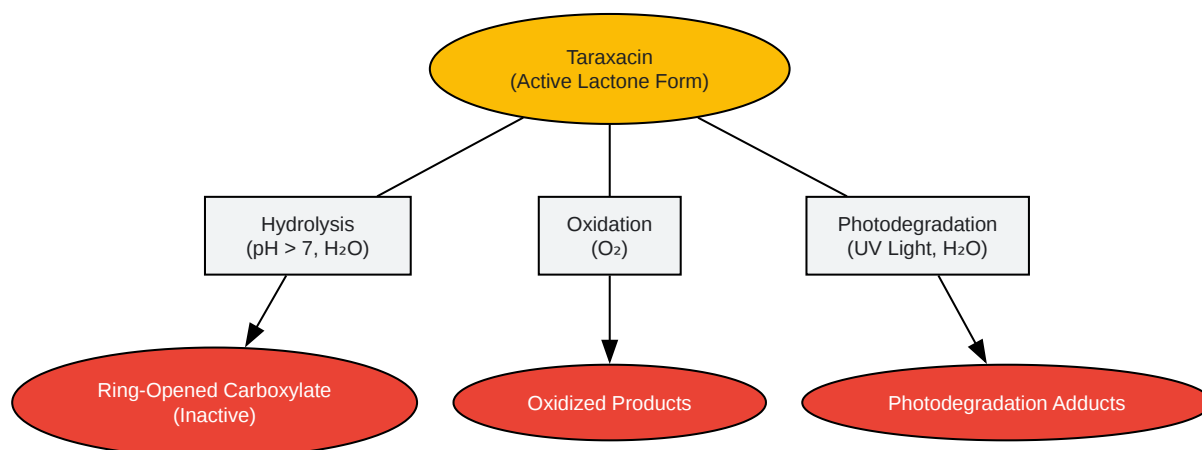 Taraxacin
(Active Lactone Form)
Hydrolysis
(pH > 7, H₂O)
Oxidation
(O₂)
Photodegradation
(UV Light, H₂O)
Ring-Opened Carboxylate
(Inactive)
Oxidized Products
Photodegradation Adducts